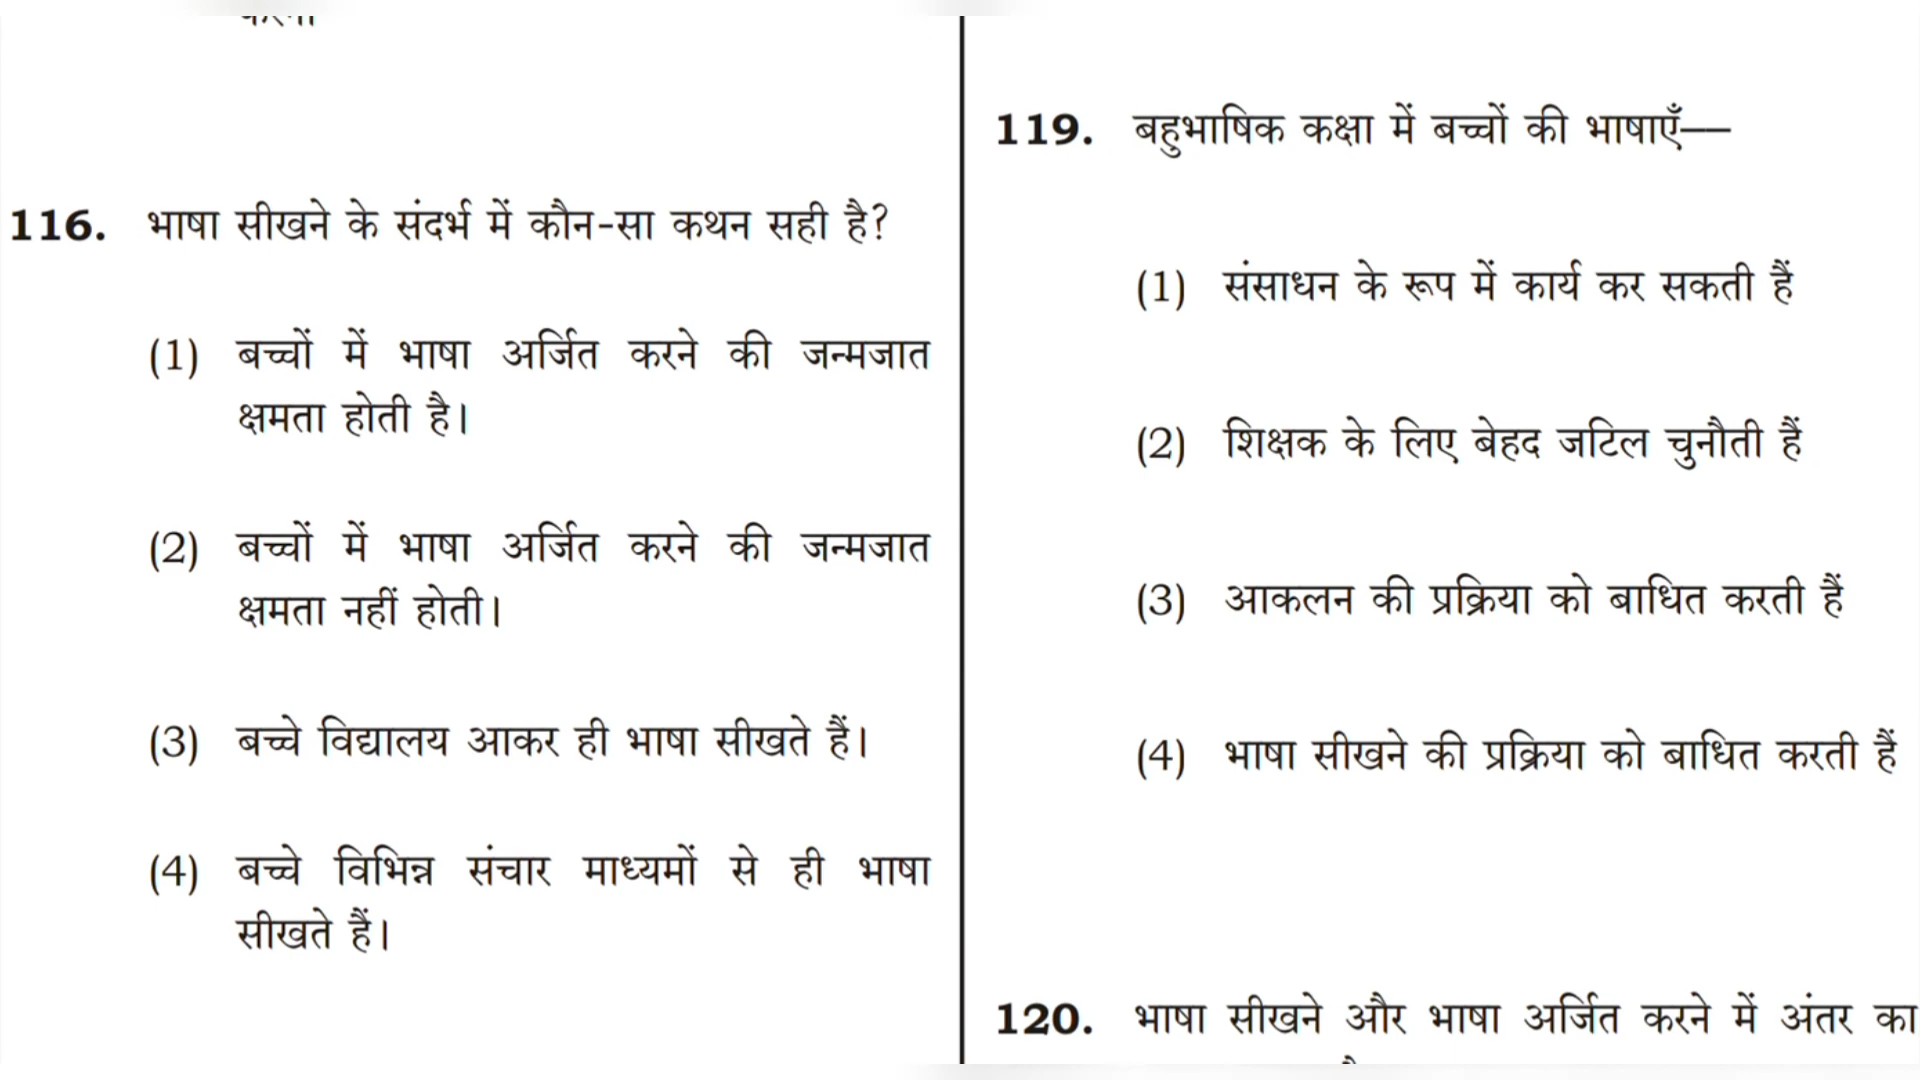 116. भाषा सीखने के संदर्भ में कौन-सा कथन सही है?
(1) बच्चों में भाषा अर्जित करने की जन्मजात
क्षमता होती है।
(2) बच्चों में भाषा अर्जित करने की जन्मजात
क्षमता नहीं होती।
(3) बच्चे विद्यालय आकर ही भाषा सीखते हैं।
(4) बच्चे विभिन्न संचार माध्यमों से ही भाषा
सीखते हैं।
119. बहुभाषिक कक्षा में बच्चों की भाषाएँ—
(1) संसाधन के रूप में कार्य कर सकती हैं
(2) शिक्षक के लिए बेहद जटिल चुनौती हैं
(3) आकलन की प्रक्रिया को बाधित करती हैं
(4) भाषा सीखने की प्रक्रिया को बाधित करती हैं
120. भाषा सीखने और भाषा अर्जित करने में अंतर का